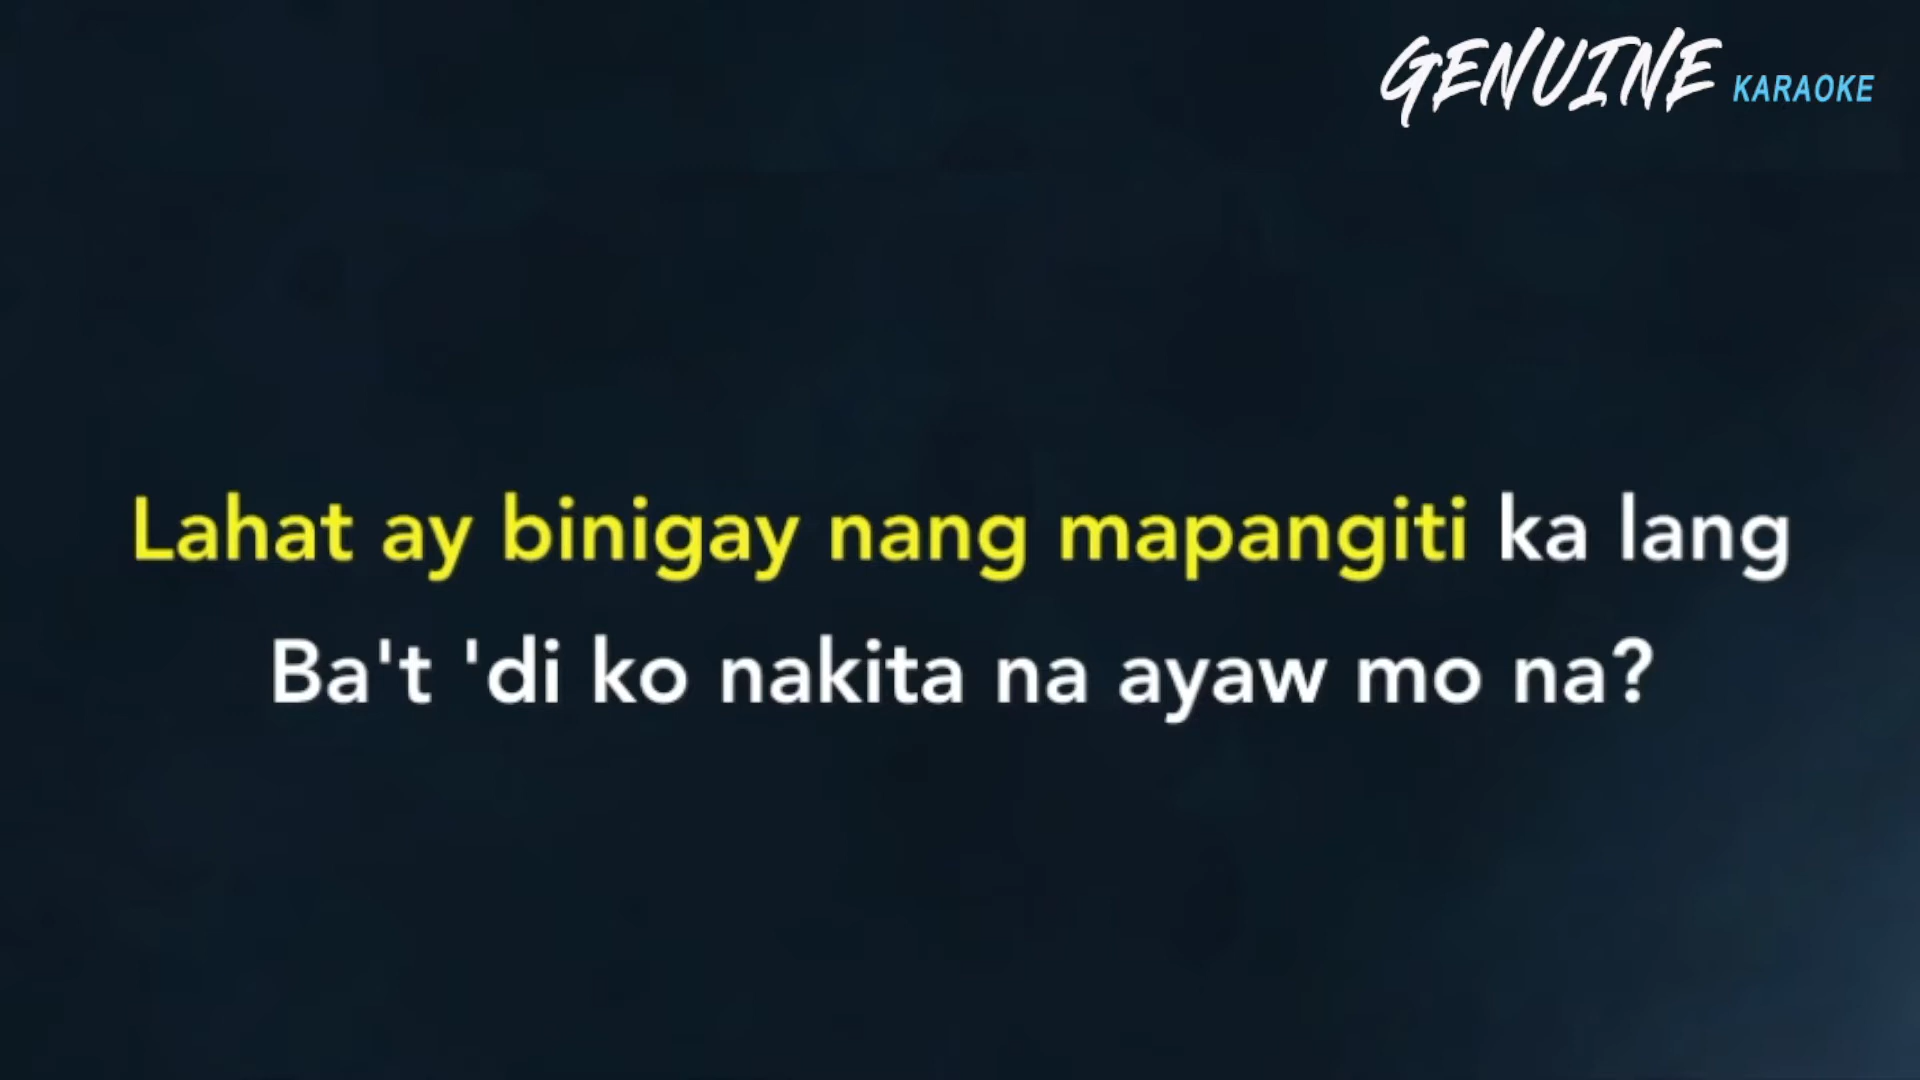 GENUINE KARAOKE
Lahat ay binigay nang mapangiti ka lang
Ba't 'di ko nakita na ayaw mo na?